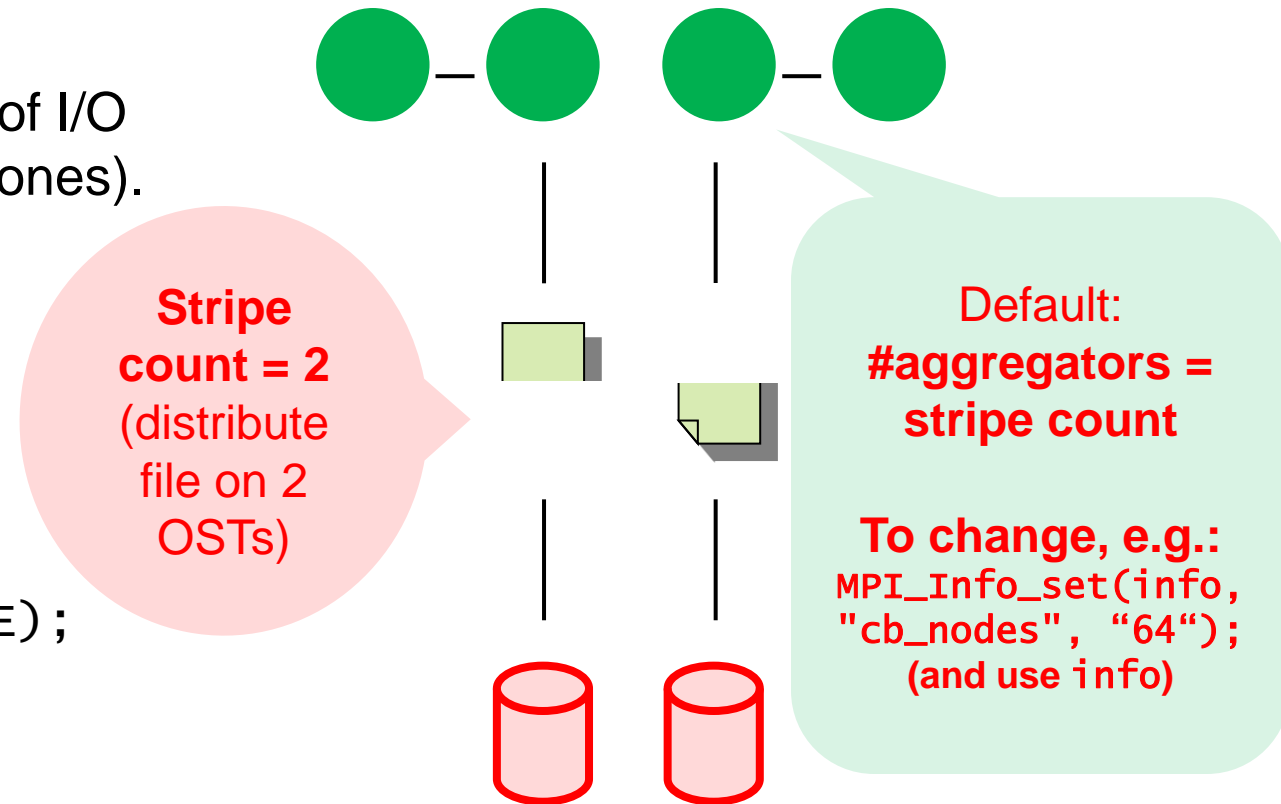 of I/O
ones).
Stripe
count = 2
(distribute
file on 2
OSTs)
E);
Default:
#aggregators =
stripe count
To change, e.g.:
MPI_Info_set(info,
"cb_nodes", “64“);
(and use info)